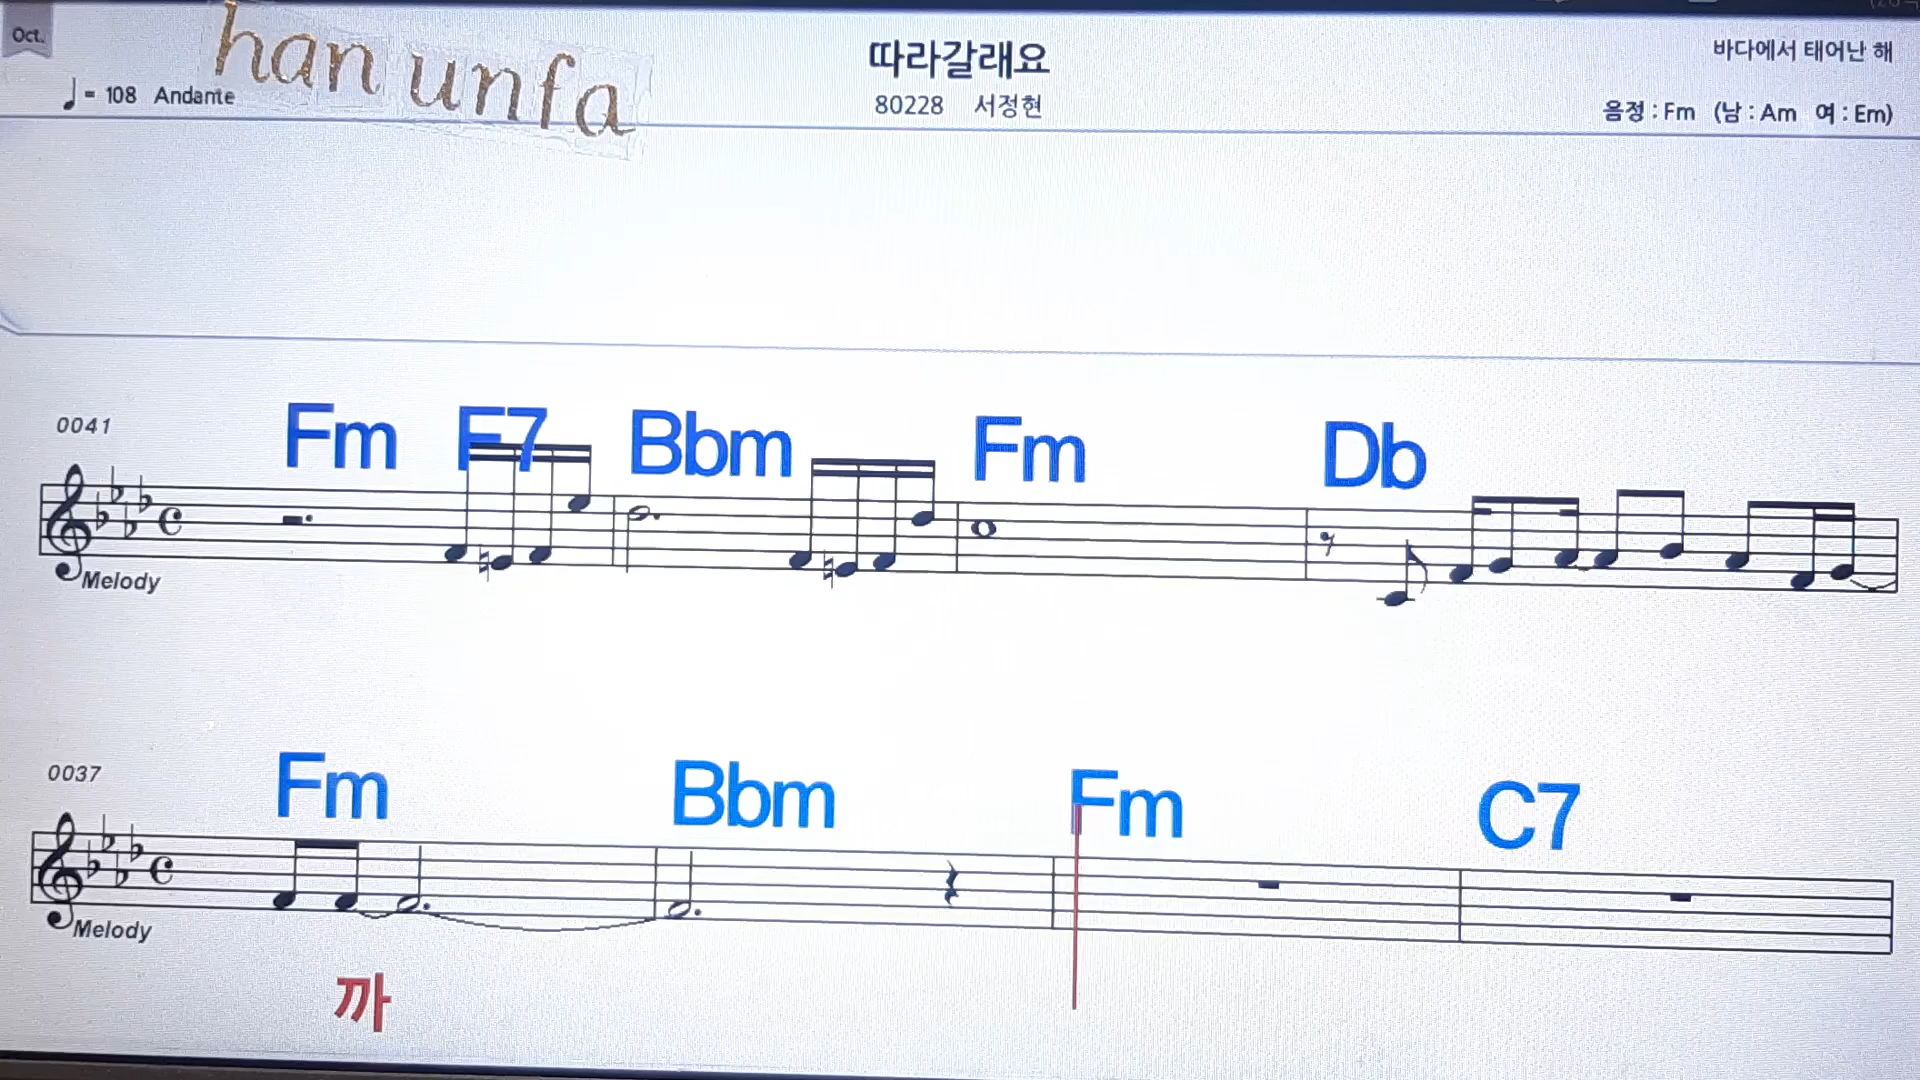 Oct.
han unfa
♩= 108 Andante
따라갈래요
80228 서정현
바다에서 태어난 해
음정 : Fm (남 : Am 여 : Em)
0041
Fm F7 Bbm Fm Db
Melody
0037
Fm Bbm Fm C7
Melody
까